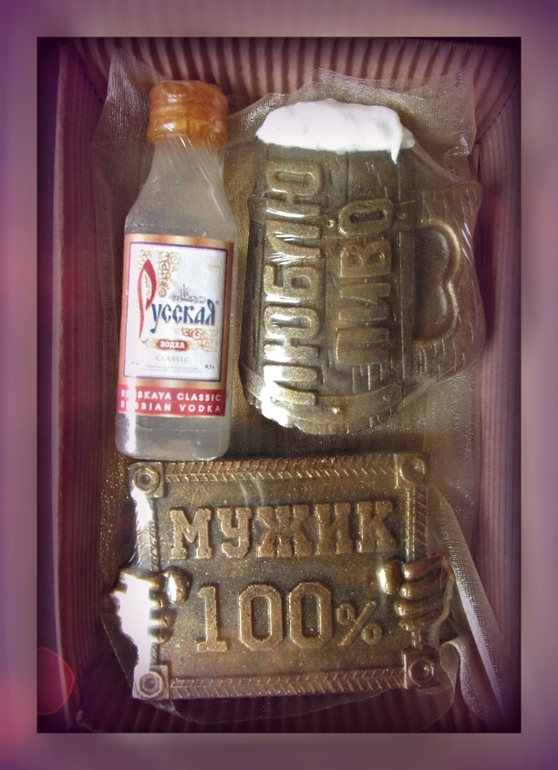 Русская
ВОДКА
CLASSIC
RUSSKAYA CLASSIC
RUSSIAN VODKA
ЛЮБЛЮ
ПИВО
МУЖИК
100%